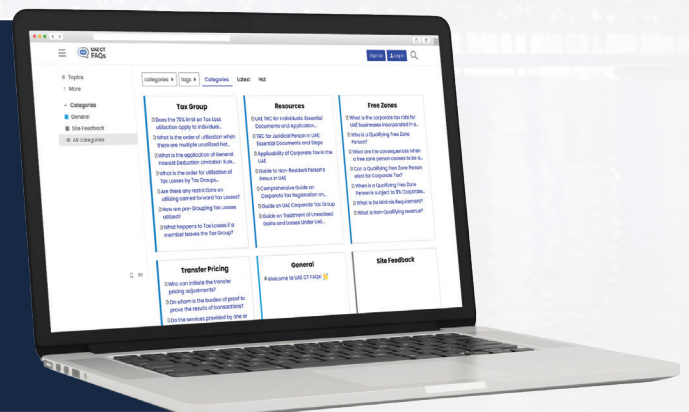 UAE CT
FAQs
Sign Up
Log In
Topics
More
Categories
General
Site Feedback
All categories
categories
tags
Categories
Latest
Hot
Tax Group
Does the 75% limit on Tax Loss
utilization apply to individuals...
What is the order of utilization when
there are multiple unutilized Net...
What is the application of General
Interest Deduction Limitation Rule...
What is the order for utilization of
Tax Losses by Tax Groups...
Are there any restrictions on
utilizing carried forward Tax Losses?
How are pre-Grouping Tax Losses
utilized?
What happens to Tax Losses if a
member leaves the Tax Group?
Resources
UAE TRC for Individuals: Essential
Documents and Application...
TRC for Juridical Person in UAE:
Essential Documents and Steps
Applicability of Corporate Tax in the
UAE
Guide to Non-Resident Person's
Nexus in UAE
Comprehensive Guide on
Corporate Tax Registration on...
Guide on UAE Corporate Tax Group
Guide on Treatment of Unrealised
Gains and Losses Under UAE...
Free Zones
What is the corporate tax rate for
UAE businesses incorporated in a...
Who is a Qualifying Free Zone
Person?
What are the consequences when
a free zone person ceases to be a...
Can a Qualifying Free Zone Person
elect for Corporate Tax?
When is a Qualifying Free Zone
Person is subject to 9% Corporate...
What is De Minimis Requirement?
What is Non-Qualifying revenue?
Transfer Pricing
Who can initiate the transfer
pricing adjustments?
On whom is the burden of proof to
prove the results of transactions?
Do the services provided by one or
General
Welcome to UAE CT FAQs! 👋
Site Feedback